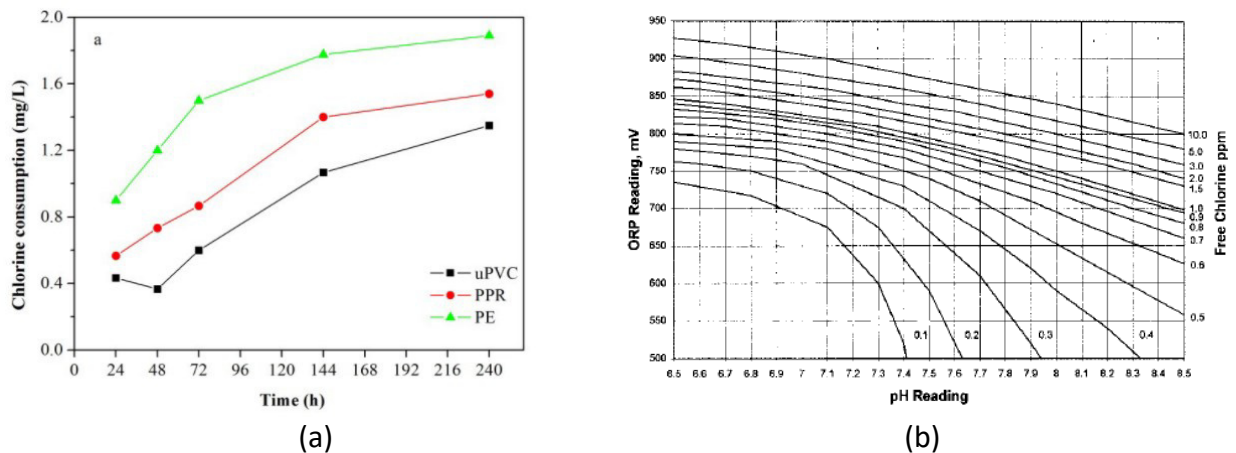 a
Chlorine consumption (mg/L)
2.0
1.6
1.2
0.8
0.4
0.0
0 24 48 72 96 120 144 168 192 216 240
Time (h)
uPVC
PPR
PE
(a)
ORP Reading, mV
950
900
850
800
750
700
650
600
550
500
6.5 6.6 6.7 6.8 6.9 7 7.1 7.2 7.3 7.4 7.5 7.6 7.7 7.8 7.9 8 8.1 8.2 8.3 8.4 8.5
pH Reading
0.1
0.2
0.3
0.4
10.0
5.0
3.0
2.0
1.5
1.0
0.9
0.8
0.7
0.6
0.5
Free Chlorine ppm
(b)